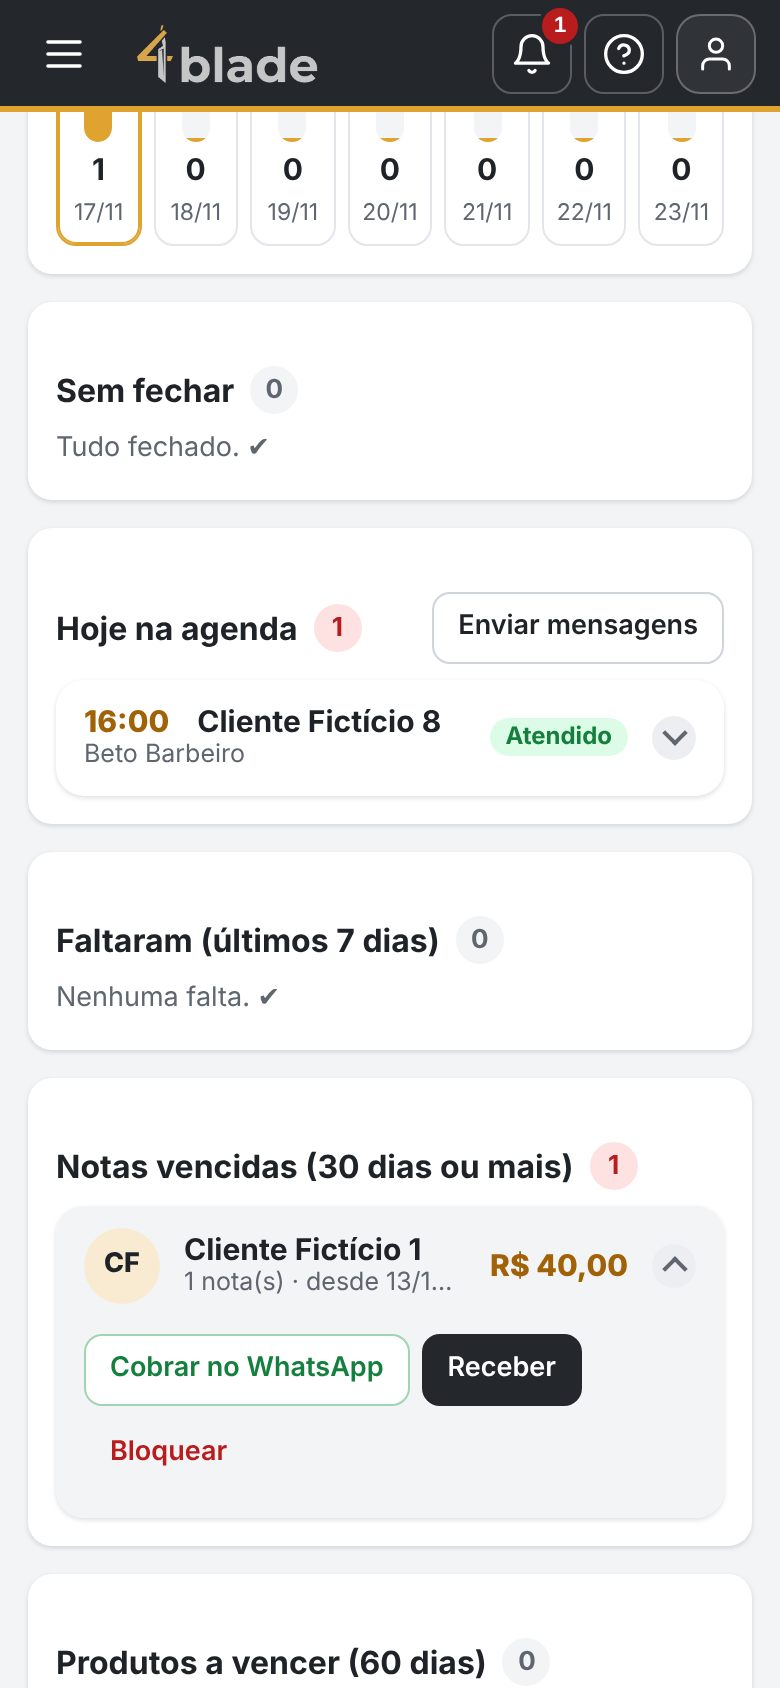 4blade
1
1
17/11
0
18/11
0
19/11
0
20/11
0
21/11
0
22/11
0
23/11
Sem fechar 0
Tudo fechado. ✔
Hoje na agenda 1 Enviar mensagens
16:00 Cliente Fictício 8
Beto Barbeiro
Atendido
Faltaram (últimos 7 dias) 0
Nenhuma falta. ✔
Notas vencidas (30 dias ou mais) 1
CF
Cliente Fictício 1
1 nota(s) · desde 13/1...
R$ 40,00
Cobrar no WhatsApp Receber
Bloquear
Produtos a vencer (60 dias) 0